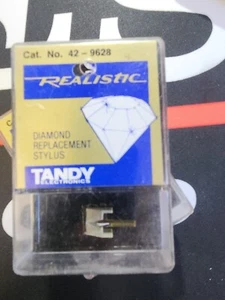 Cat. No. 42-9628
REALISTIC
DIAMOND
REPLACEMENT
STYLUS
TANDY
ELECTRONICS